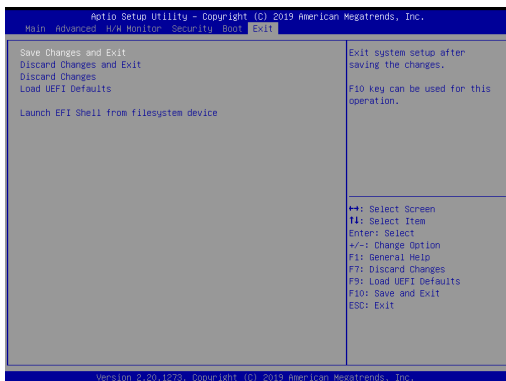 Aptio Setup Utility – Copyright (C) 2019 American Megatrends, Inc.
Main Advanced H/W Monitor Security Boot Exit
Save Changes and Exit
Discard Changes and Exit
Discard Changes
Load UEFI Defaults
Launch EFI Shell from filesystem device
Exit system setup after
saving the changes.
F10 key can be used for this
operation.
↔: Select Screen
↑↓: Select Item
Enter: Select
+/-: Change Option
F1: General Help
F7: Discard Changes
F9: Load UEFI Defaults
F10: Save and Exit
ESC: Exit
Version 2.20.1273. Copyright (C) 2019 American Megatrends, Inc.